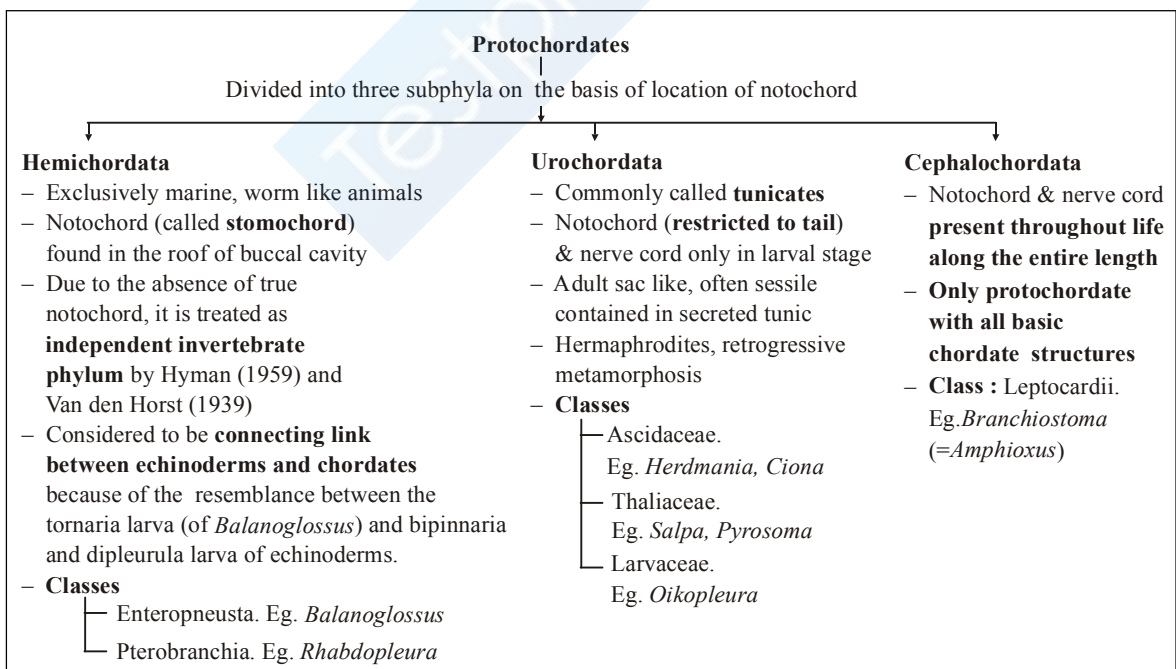 Testpr
Protochordates
Divided into three subphyla on the basis of location of notochord
Hemichordata
– Exclusively marine, worm like animals
– Notochord (called stomochord)
found in the roof of buccal cavity
– Due to the absence of true
notochord, it is treated as
independent invertebrate
phylum by Hyman (1959) and
Van den Horst (1939)
– Considered to be connecting link
between echinoderms and chordates
because of the resemblance between the
tornaria larva (of Balanoglossus) and bipinnaria
and dipleurula larva of echinoderms.
– Classes
Enteropneusta. Eg. Balanoglossus
Pterobranchia. Eg. Rhabdopleura
Urochordata
– Commonly called tunicates
– Notochord (restricted to tail)
& nerve cord only in larval stage
– Adult sac like, often sessile
contained in secreted tunic
– Hermaphrodites, retrogressive
metamorphosis
– Classes
Ascidaceae.
Eg. Herdmania, Ciona
Thaliaceae.
Eg. Salpa, Pyrosoma
Larvaceae.
Eg. Oikopleura
Cephalochordata
– Notochord & nerve cord
present throughout life
along the entire length
– Only protochordate
with all basic
chordate structures
– Class : Leptocardii.
Eg.Branchiostoma
(=Amphioxus)